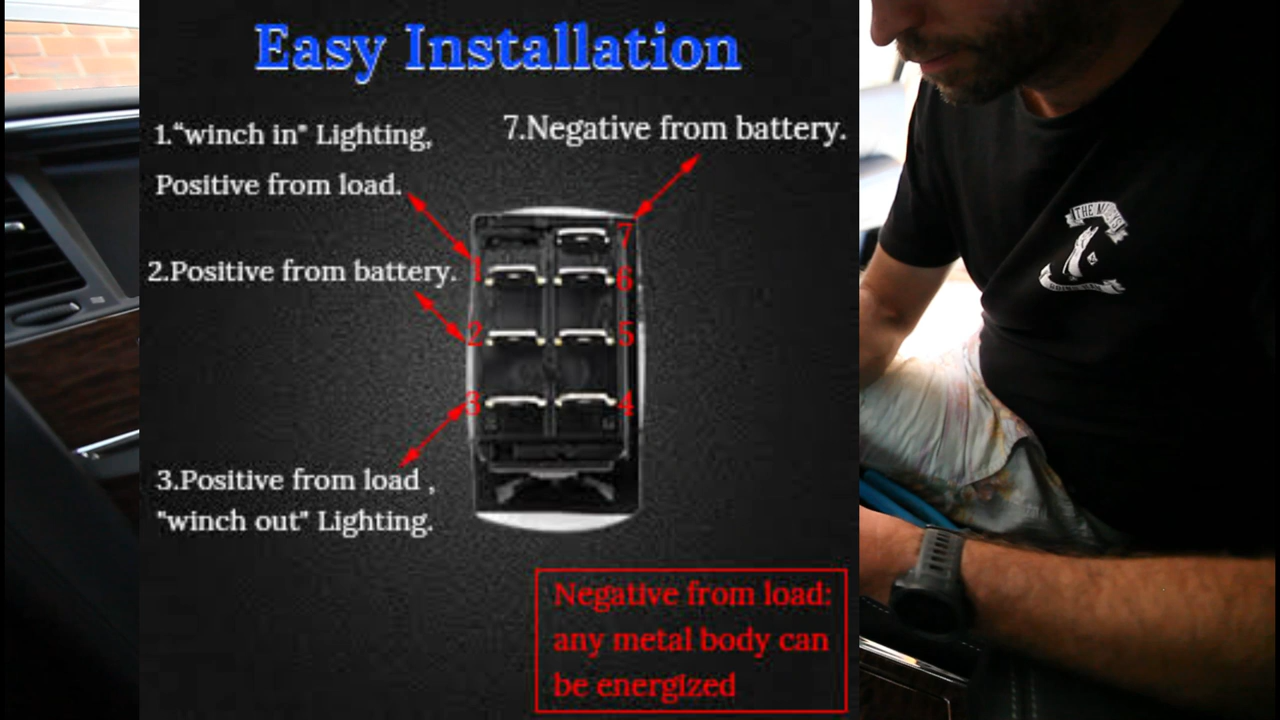 Easy Installation
1.“winch in” Lighting,
Positive from load.
7.Negative from battery.
2.Positive from battery.
7
1
6
2
5
3
4
3.Positive from load ,
"winch out" Lighting.
Negative from load:
any metal body can
be energized
THE